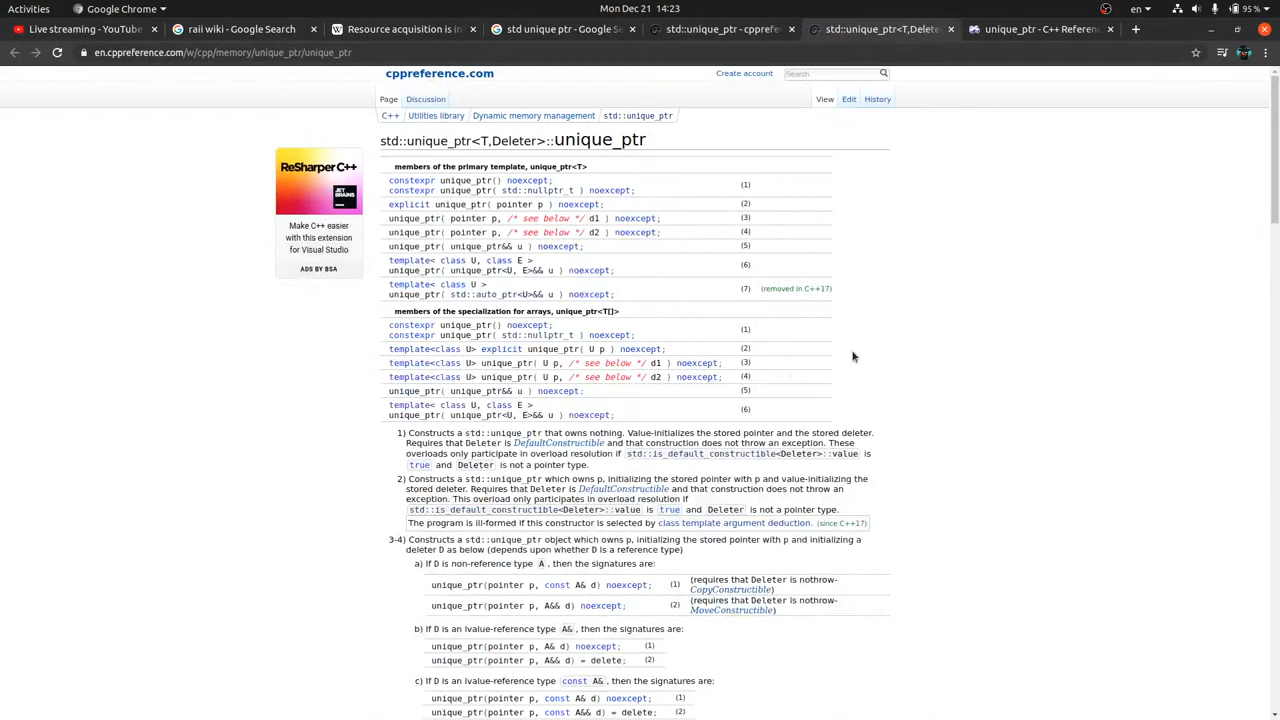 Activities
Google Chrome
Mon Dec 21 14:23
en
95 %
Live streaming - YouTube
raii wiki - Google Search
Resource acquisition is in
std unique ptr - Google Se
std::unique_ptr - cpprefe
std::unique_ptr<T,Delete
unique_ptr - C++ Referenc
en.cppreference.com/w/cpp/memory/unique_ptr/unique_ptr
cppreference.com
Create account
Search
Page Discussion
View Edit History
C++ Utilities library Dynamic memory management std::unique_ptr
std::unique_ptr<T,Deleter>::unique_ptr
members of the primary template, unique_ptr<T>
constexpr unique_ptr() noexcept;
constexpr unique_ptr( std::nullptr_t ) noexcept;
(1)
explicit unique_ptr( pointer p ) noexcept; (2)
unique_ptr( pointer p, /* see below */ d1 ) noexcept; (3)
unique_ptr( pointer p, /* see below */ d2 ) noexcept; (4)
unique_ptr( unique_ptr&& u ) noexcept; (5)
template< class U, class E >
unique_ptr( unique_ptr<U, E>&& u ) noexcept;
(6)
template< class U >
unique_ptr( std::auto_ptr<U>&& u ) noexcept;
(7) (removed in C++17)
members of the specialization for arrays, unique_ptr<T[]>
constexpr unique_ptr() noexcept;
constexpr unique_ptr( std::nullptr_t ) noexcept;
(1)
template<class U> explicit unique_ptr( U p ) noexcept; (2)
template<class U> unique_ptr( U p, /* see below */ d1 ) noexcept; (3)
template<class U> unique_ptr( U p, /* see below */ d2 ) noexcept; (4)
unique_ptr( unique_ptr&& u ) noexcept; (5)
template< class U, class E >
unique_ptr( unique_ptr<U, E>&& u ) noexcept;
(6)
ReSharper C++
JET
BRAINS
Make C++ easier
with this extension
for Visual Studio
ADS BY BSA
1) Constructs a std::unique_ptr that owns nothing. Value-initializes the stored pointer and the stored deleter.
Requires that Deleter is DefaultConstructible and that construction does not throw an exception. These
overloads only participate in overload resolution if std::is_default_constructible<Deleter>::value is
true and Deleter is not a pointer type.
2) Constructs a std::unique_ptr which owns p, initializing the stored pointer with p and value-initializing the
stored deleter. Requires that Deleter is DefaultConstructible and that construction does not throw an
exception. This overload only participates in overload resolution if
std::is_default_constructible<Deleter>::value is true and Deleter is not a pointer type.
The program is ill-formed if this constructor is selected by class template argument deduction. (since C++17)
3-4) Constructs a std::unique_ptr object which owns p, initializing the stored pointer with p and initializing a
deleter D as below (depends upon whether D is a reference type)
a) If D is non-reference type A, then the signatures are:
unique_ptr(pointer p, const A& d) noexcept; (1) (requires that Deleter is nothrow-
CopyConstructible)
unique_ptr(pointer p, A&& d) noexcept; (2) (requires that Deleter is nothrow-
MoveConstructible)
b) If D is an lvalue-reference type A&, then the signatures are:
unique_ptr(pointer p, A& d) noexcept; (1)
unique_ptr(pointer p, A&& d) = delete; (2)
c) If D is an lvalue-reference type const A&, then the signatures are:
unique_ptr(pointer p, const A& d) noexcept; (1)
unique_ptr(pointer p, const A&& d) = delete; (2)